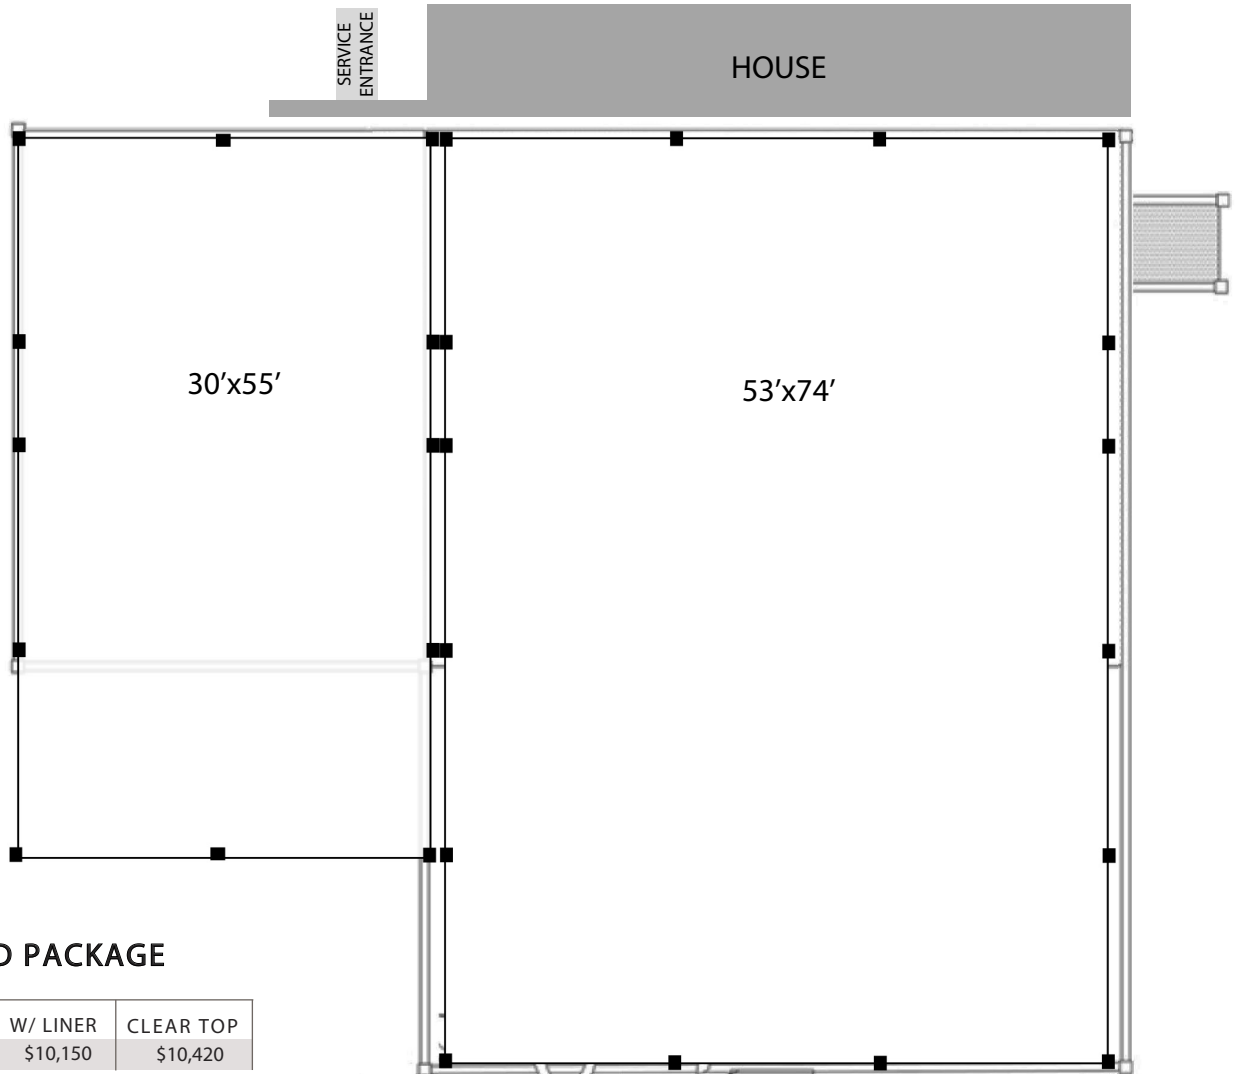 SERVICE
ENTRANCE
HOUSE
30'x55'
53'x74'
D PACKAGE
W/ LINER CLEAR TOP
$10,150 $10,420